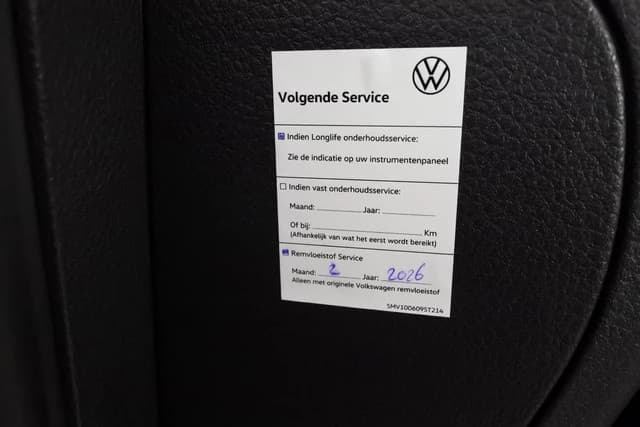 Volgende Service
Indien Longlife onderhoudsservice:
Zie de indicatie op uw instrumentenpaneel
Indien vast onderhoudsservice:
Maand: Jaar:
Of bij: Km
(Afhankelijk van wat het eerst wordt bereikt)
Remvloeistof Service
Maand: 2 Jaar: 2026
Alleen met originele Volkswagen remvloeistof
SMV100609ST214